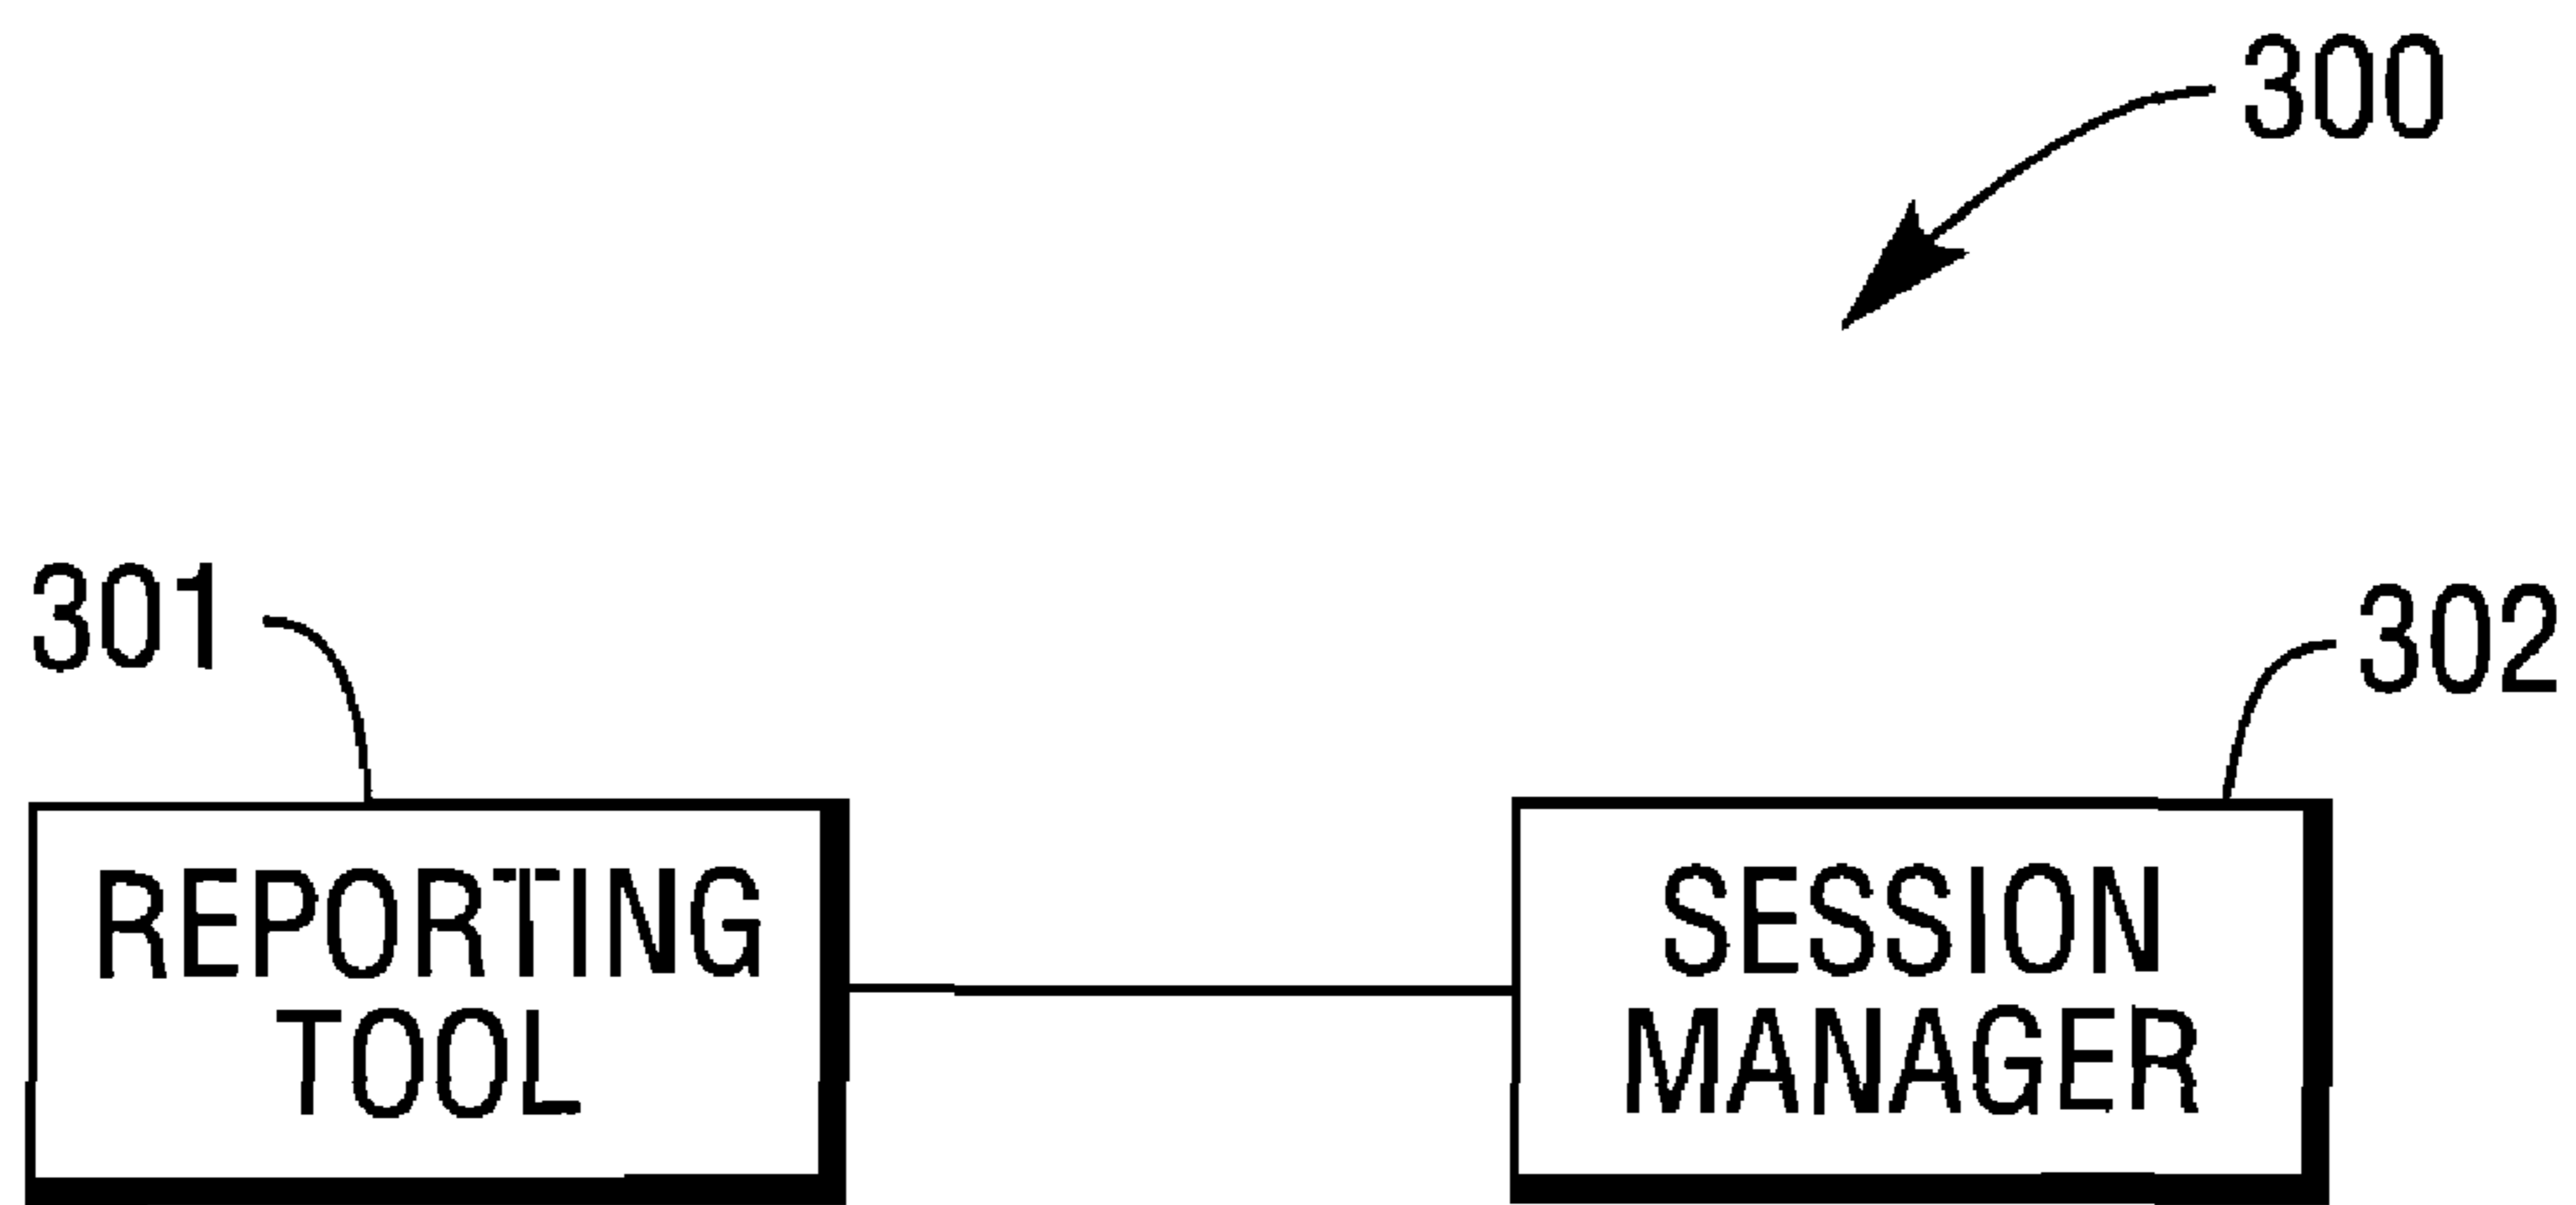 300
301
302
REPORTING
TOOL
SESSION
MANAGER